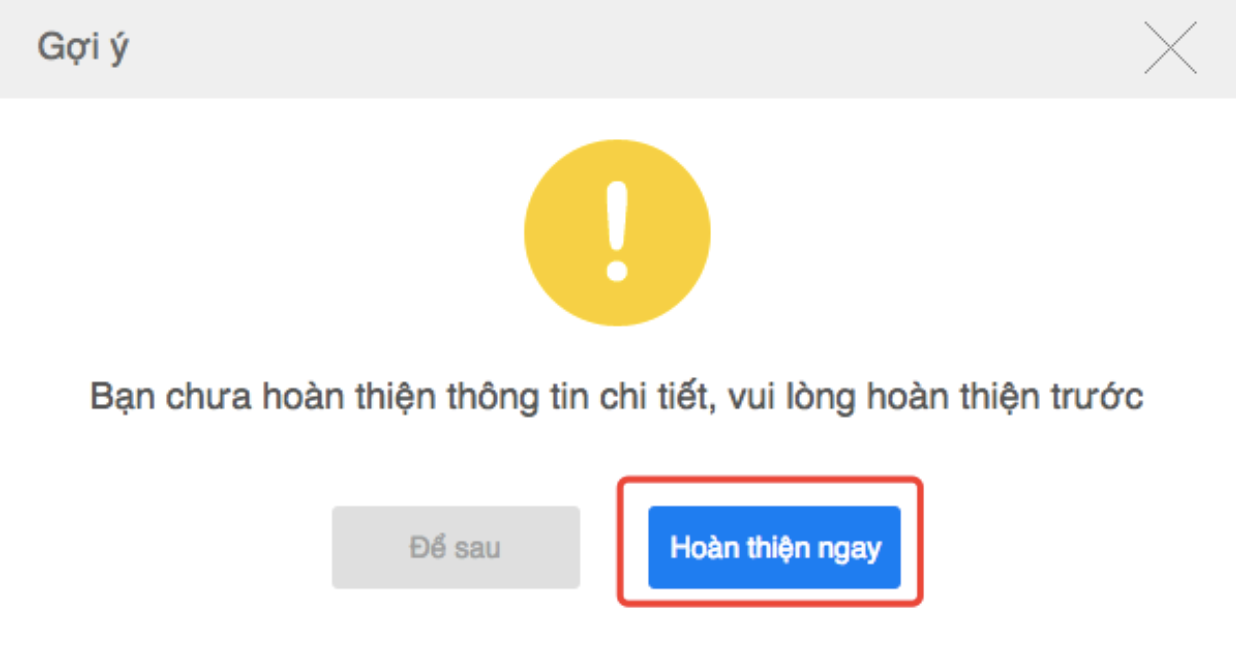 Gợi ý
Bạn chưa hoàn thiện thông tin chi tiết, vui lòng hoàn thiện trước
Để sau
Hoàn thiện ngay